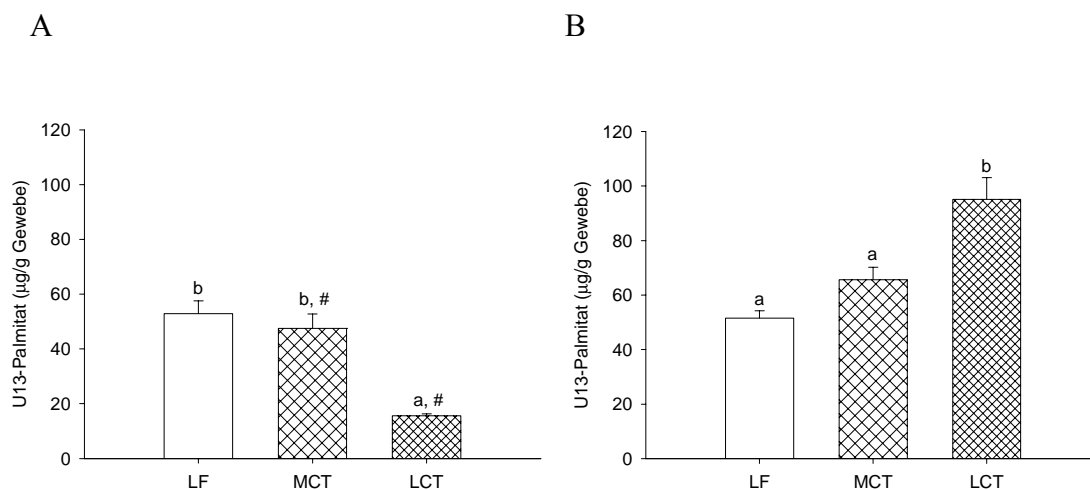 A
U13-Palmitat (µg/g Gewebe)
120
100
80
60
40
20
0
b
b, #
a, #
LF
MCT
LCT
B
U13-Palmitat (µg/g Gewebe)
120
100
80
60
40
20
0
a
a
b
LF
MCT
LCT